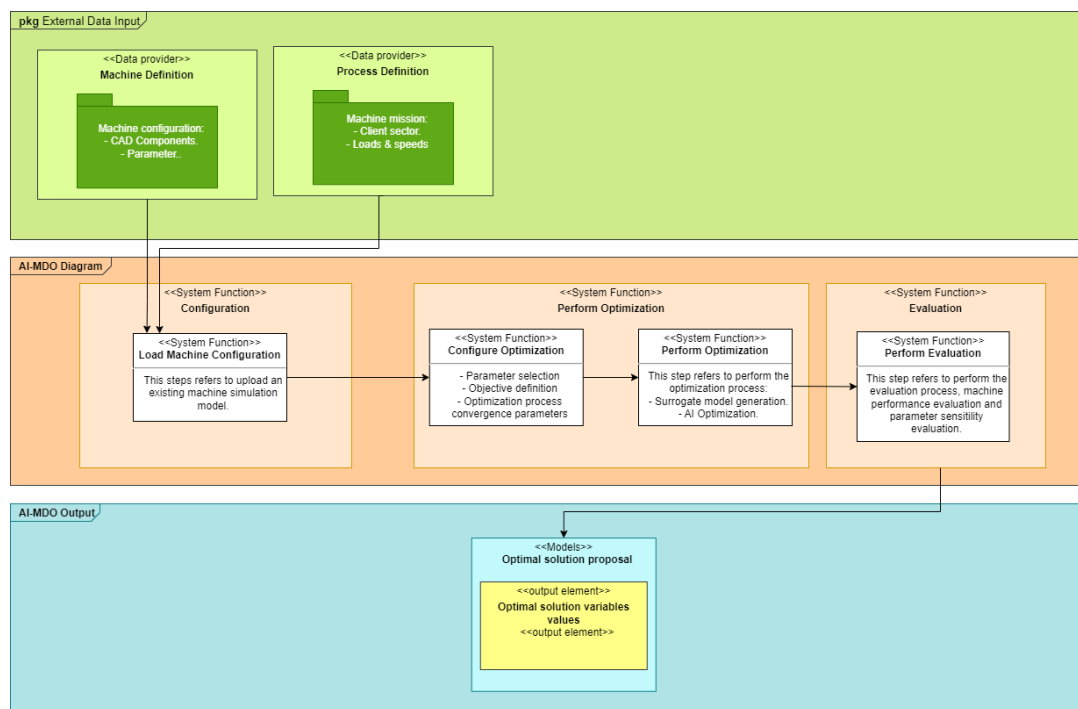 pkg External Data Input
<<Data provider>>
Machine Definition
Machine configuration:
- CAD Components.
- Parameter..
<<Data provider>>
Process Definition
Machine mission:
- Client sector.
- Loads & speeds
AI-MDO Diagram
<<System Function>>
Configuration
<<System Function>>
Load Machine Configuration
This steps refers to upload an
existing machine simulation
model.
<<System Function>>
Perform Optimization
<<System Function>>
Configure Optimization
- Parameter selection
- Objective definition
- Optimization process
convergence parameters
<<System Function>>
Perform Optimization
This step refers to perform the
optimization process:
- Surrogate model generation.
- AI Optimization.
<<System Function>>
Evaluation
<<System Function>>
Perform Evaluation
This step refers to perform the
evaluation process, machine
performance evaluation and
parameter sensitility
evaluation.
AI-MDO Output
<<Models>>
Optimal solution proposal
<<output element>>
Optimal solution variables
values
<<output element>>